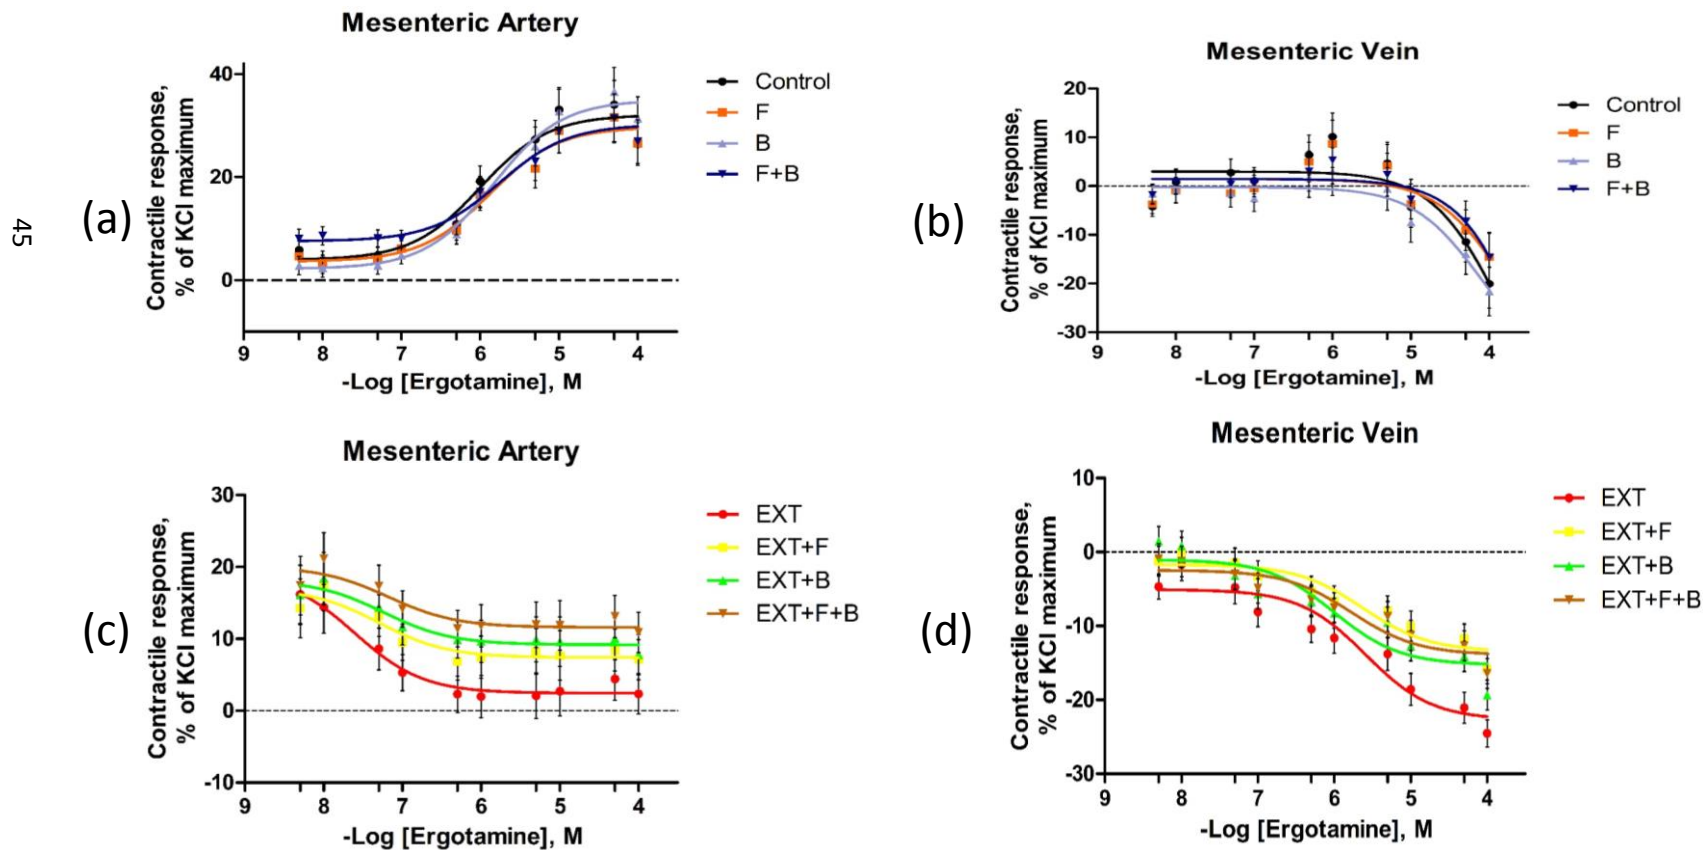 45
(a)
Mesenteric Artery
Contractile response,
% of KCl maximum
40
20
0
9 8 7 6 5 4
-Log [Ergotamine], M
Control
F
B
F+B
(b)
Mesenteric Vein
Contractile response,
% of KCl maximum
20
10
0
-10
-20
-30
9 8 7 6 5 4
-Log [Ergotamine], M
Control
F
B
F+B
(c)
Mesenteric Artery
Contractile response,
% of KCl maximum
30
20
10
0
-10
9 8 7 6 5 4
-Log [Ergotamine], M
EXT
EXT+F
EXT+B
EXT+F+B
(d)
Mesenteric Vein
Contractile response,
% of KCl maximum
10
0
-10
-20
-30
9 8 7 6 5 4
-Log [Ergotamine], M
EXT
EXT+F
EXT+B
EXT+F+B